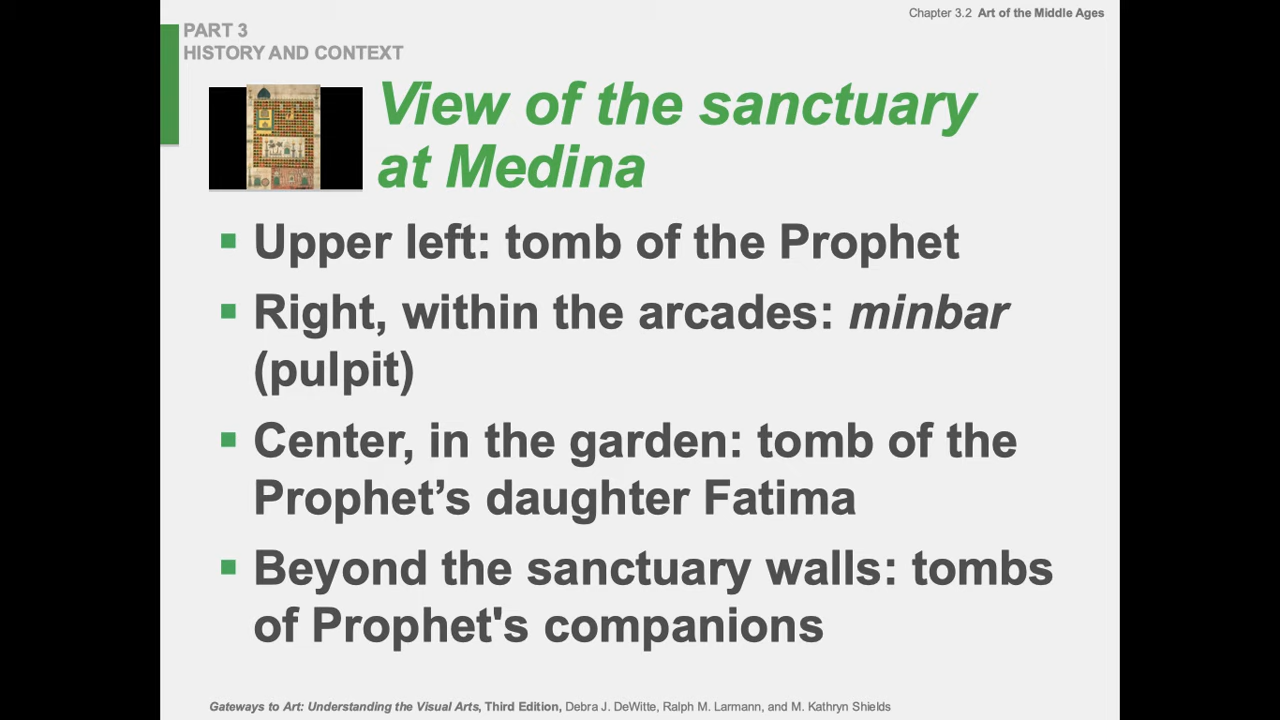 Chapter 3.2 Art of the Middle Ages
PART 3
HISTORY AND CONTEXT
View of the sanctuary
at Medina
▪ Upper left: tomb of the Prophet
▪ Right, within the arcades: minbar
(pulpit)
▪ Center, in the garden: tomb of the
Prophet’s daughter Fatima
▪ Beyond the sanctuary walls: tombs
of Prophet's companions
Gateways to Art: Understanding the Visual Arts, Third Edition, Debra J. DeWitte, Ralph M. Larmann, and M. Kathryn Shields